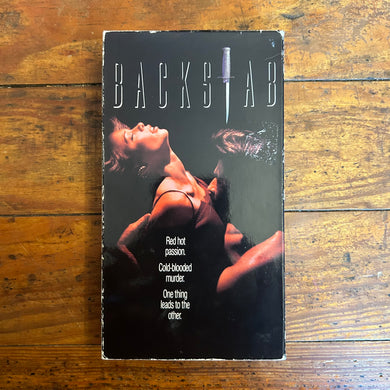 BACKSTAB
Red hot
passion.
Cold-blooded
murder.
One thing
leads to the
other.